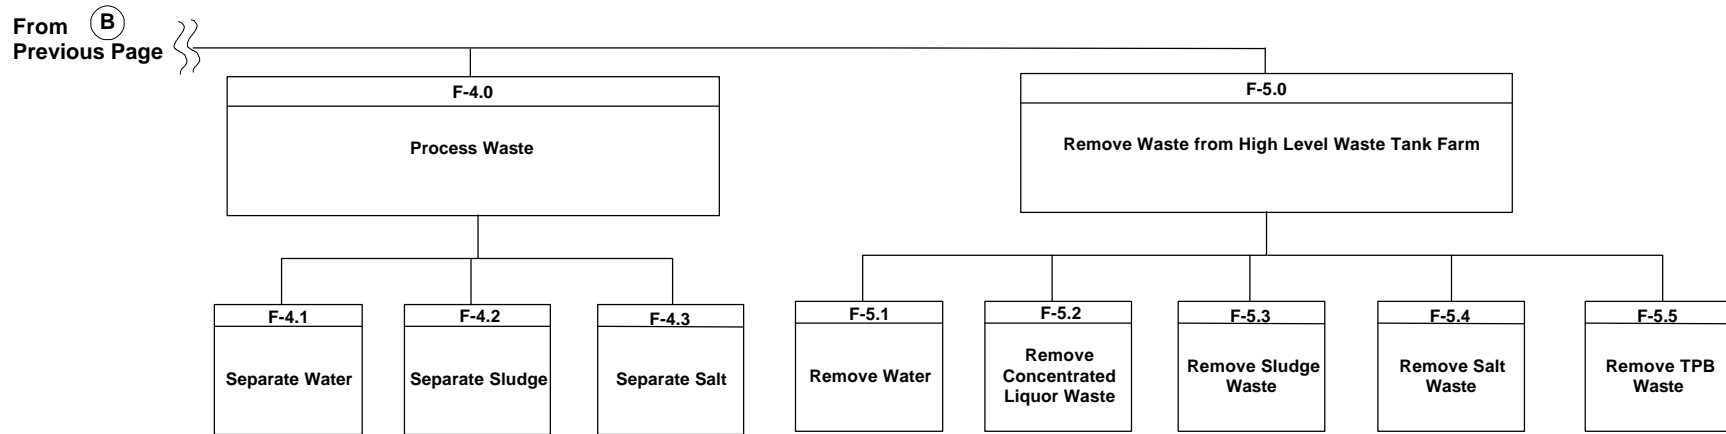 From B
Previous Page
F-4.0
Process Waste
F-5.0
Remove Waste from High Level Waste Tank Farm
F-4.1
Separate Water
F-4.2
Separate Sludge
F-4.3
Separate Salt
F-5.1
Remove Water
F-5.2
Remove
Concentrated
Liquor Waste
F-5.3
Remove Sludge
Waste
F-5.4
Remove Salt
Waste
F-5.5
Remove TPB
Waste